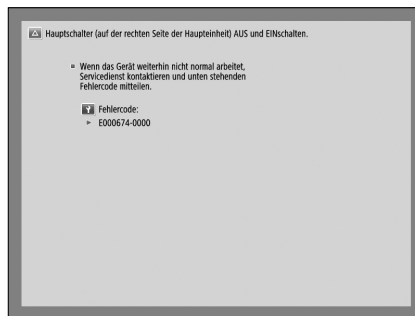 Hauptschalter (auf der rechten Seite der Haupteinheit) AUS und EINschalten.
Wenn das Gerät weiterhin nicht normal arbeitet,
Servicedienst kontaktieren und unten stehenden
Fehlercode mitteilen.
Fehlercode:
E000674-0000